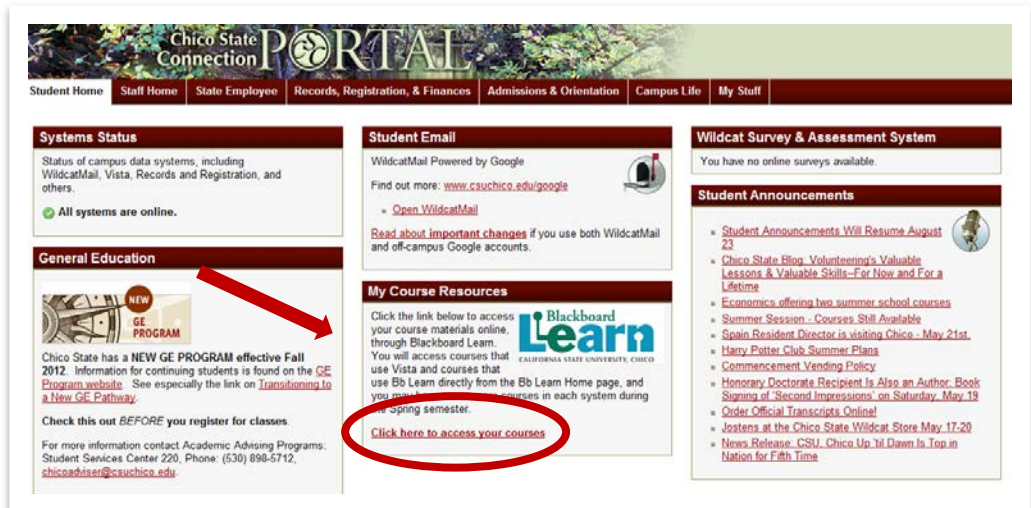 Chico State
Connection PORTAL
Student Home
Staff Home
State Employee
Records, Registration, & Finances
Admissions & Orientation
Campus Life
My Stuff
Systems Status
Status of campus data systems, including
WildcatMail, Vista, Records and Registration, and
others.
All systems are online.
General Education
NEW
GE
PROGRAM
Chico State has a NEW GE PROGRAM effective Fall
2012. Information for continuing students is found on the GE
Program website. See especially the link on Transitioning to
a New GE Pathway.
Check this out BEFORE you register for classes.
For more information contact Academic Advising Programs:
Student Services Center 220, Phone: (530) 898-5712,
chicoadviser@csuchico.edu.
Student Email
WildcatMail Powered by Google
Find out more: www.csuchico.edu/google
Open WildcatMail
Read about important changes if you use both WildcatMail
and off-campus Google accounts.
My Course Resources
Click the link below to access
your course materials online,
through Blackboard Learn.
You will access courses that
use Vista and courses that
use Bb Learn directly from the Bb Learn Home page, and
you may courses in each system during
the Spring semester.
Blackboard
Learn
CALIFORNIA STATE UNIVERSITY, CHICO
Click here to access your courses
Wildcat Survey & Assessment System
You have no online surveys available.
Student Announcements
Student Announcements Will Resume August
23
Chico State Blog: Volunteering's Valuable
Lessons & Valuable Skills--For Now and For a
Lifetime
Economics offering two summer school courses
Summer Session - Courses Still Available
Spain Resident Director is visiting Chico - May 21st.
Harry Potter Club Summer Plans
Commencement Vending Policy
Honorary Doctorate Recipient Is Also an Author: Book
Signing of 'Second Impressions' on Saturday, May 19
Order Official Transcripts Online!
Jostens at the Chico State Wildcat Store May 17-20
News Release: CSU, Chico Up 'til Dawn Is Top in
Nation for Fifth Time